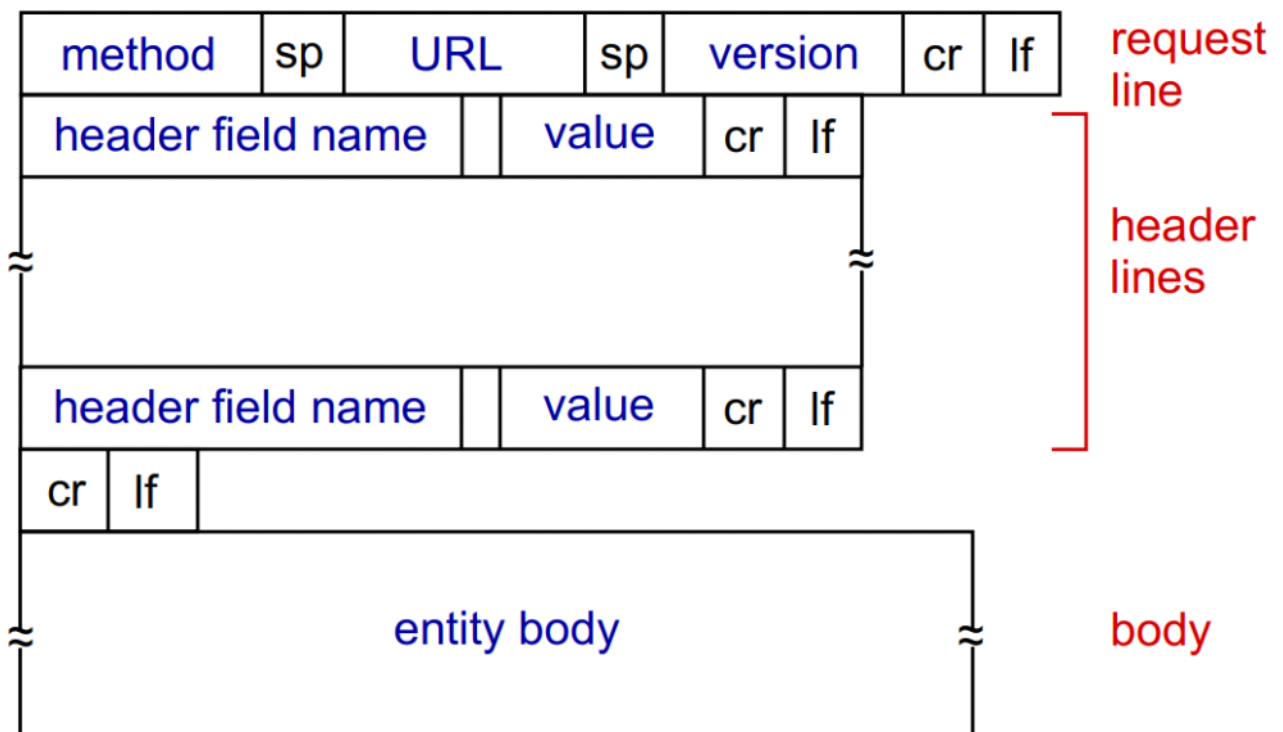 method sp URL sp version cr lf request
line
header field name value cr lf
header
lines
header field name value cr lf
cr lf
entity body body